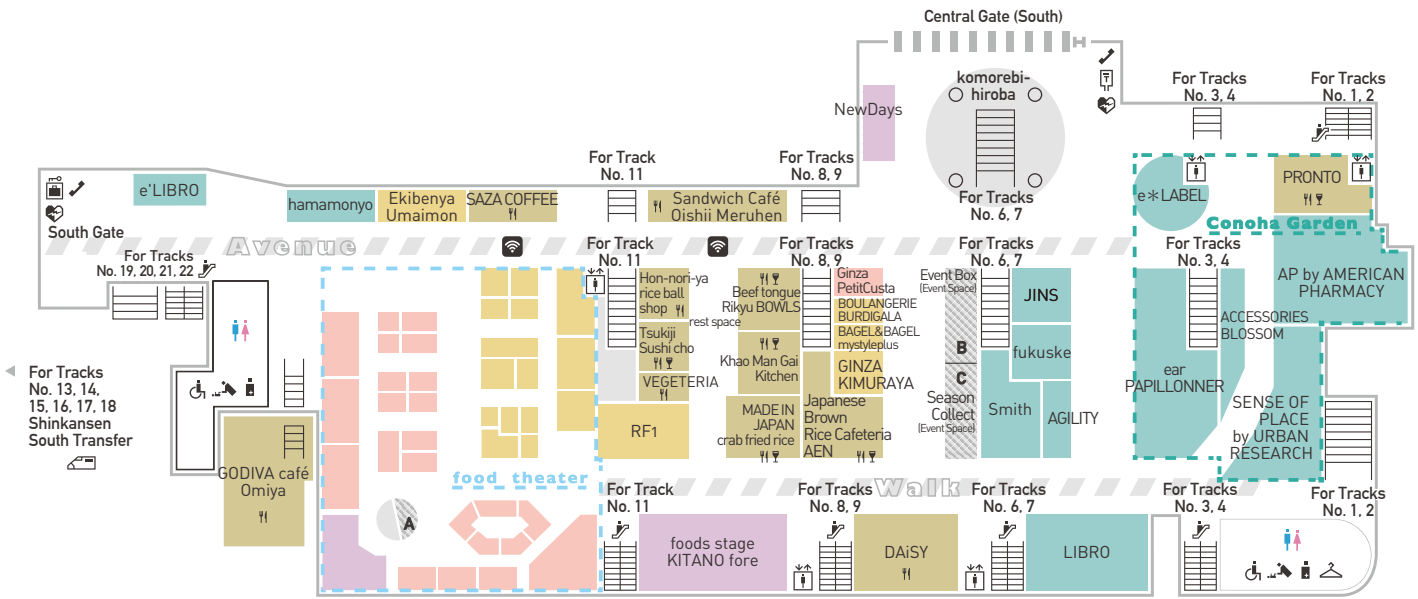 Central Gate (South)
komorebi-
hiroba
For Tracks
No. 3, 4
For Tracks
No. 1, 2
NewDays
For Track
No. 11
For Tracks
No. 8, 9
e'LIBRO
hamamonyo
Ekibenya
Umaimon
SAZA COFFEE
Sandwich Café
Oishii Meruhen
For Tracks
No. 6, 7
e*LABEL
PRONTO
Conoha Garden
South Gate
Avenue
For Tracks
No. 19, 20, 21, 22
For Track
No. 11
For Tracks
No. 8, 9
For Tracks
No. 6, 7
For Tracks
No. 3, 4
Hon-nori-ya
rice ball
shop
rest space
Tsukiji
Sushi cho
VEGETERIA
RF1
Beef tongue
Rikyu BOWLS
Khao Man Gai
Kitchen
MADE IN
JAPAN
crab fried rice
Ginza
PetitCusta
BOULANGERIE
BURDIGALA
BAGEL&BAGEL
mystyleplus
GINZA
KIMURAYA
Japanese
Brown
Rice Cafeteria
AEN
Event Box
(Event Space)
B
C
Season
Collect
(Event Space)
JINS
fukuske
Smith
AGILITY
ear
PAPILLONNER
AP by AMERICAN
PHARMACY
ACCESSORIES
BLOSSOM
SENSE OF
PLACE
by URBAN
RESEARCH
For Tracks
No. 13, 14,
15, 16, 17, 18
Shinkansen
South Transfer
GODIVA café
Omiya
food theater
A
Walk
For Track
No. 11
For Tracks
No. 8, 9
For Tracks
No. 6, 7
For Tracks
No. 3, 4
For Tracks
No. 1, 2
foods stage
KITANO fore
DAiSY
LIBRO